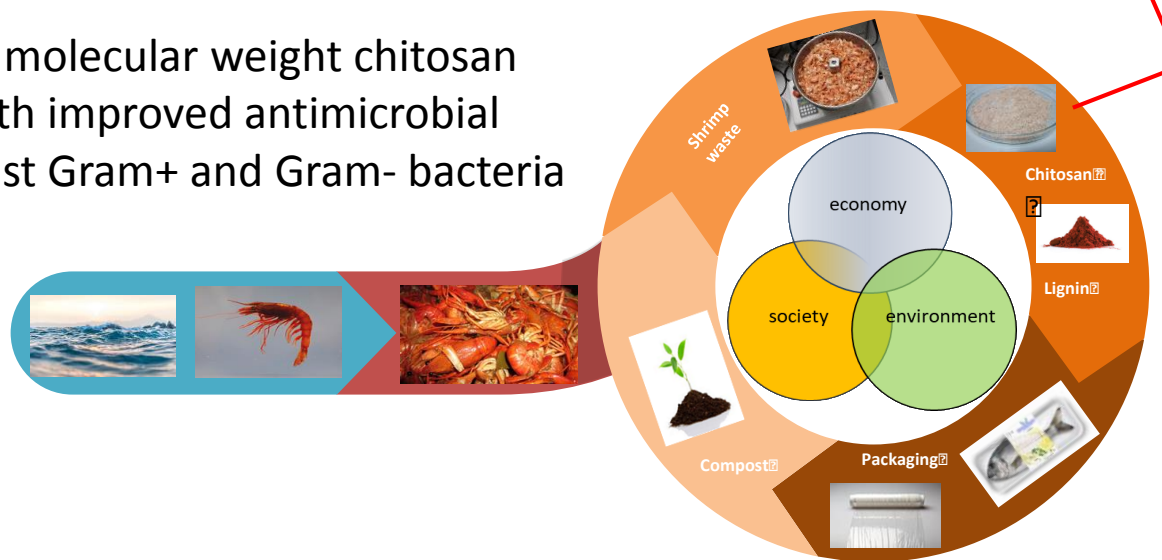 molecular weight chitosan
th improved antimicrobial
st Gram+ and Gram- bacteria
Shrimp
waste
Chitosan
Lignin
economy
society
environment
Compost
Packaging